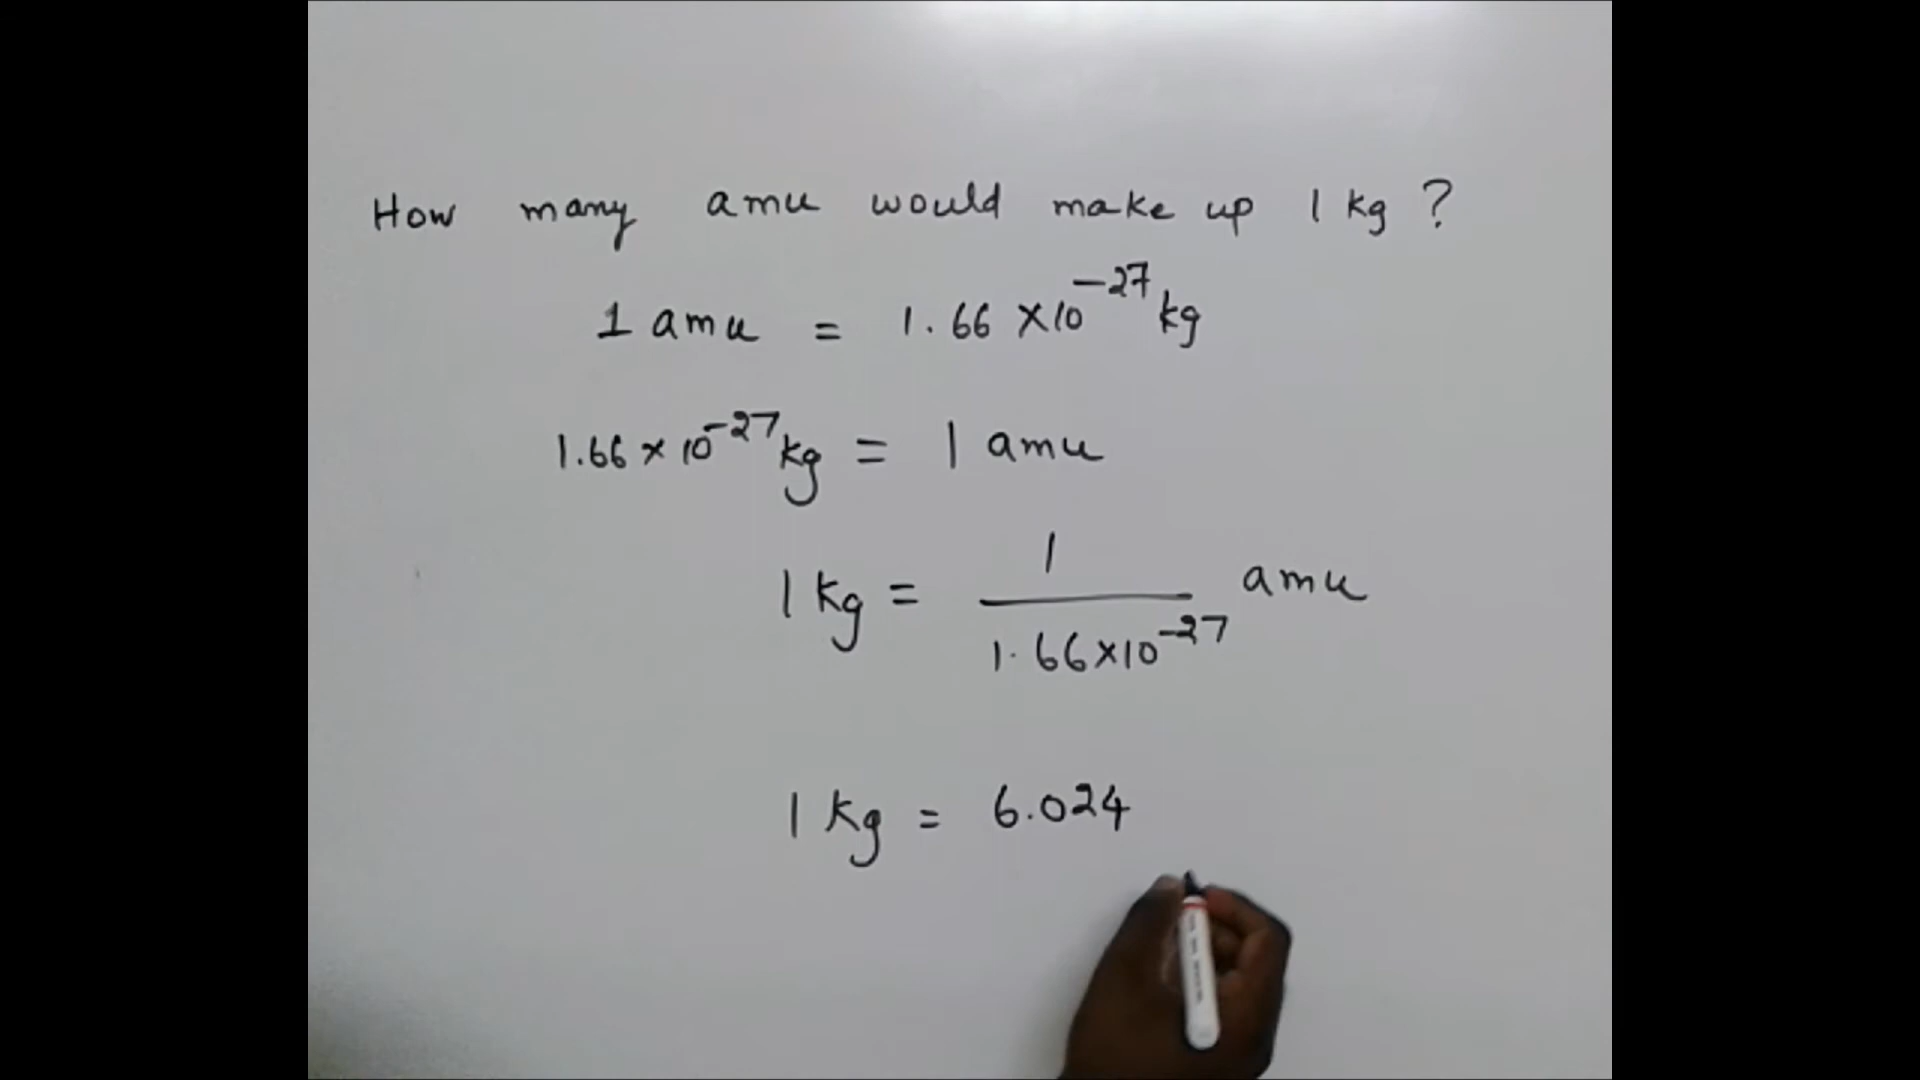 How many amu would make up 1 kg ?
1 amu = 1.66 ×10⁻²⁷ kg
1.66 × 10⁻²⁷ kg = 1 amu
1 kg = 1 / 1.66×10⁻²⁷ amu
1 kg = 6.024